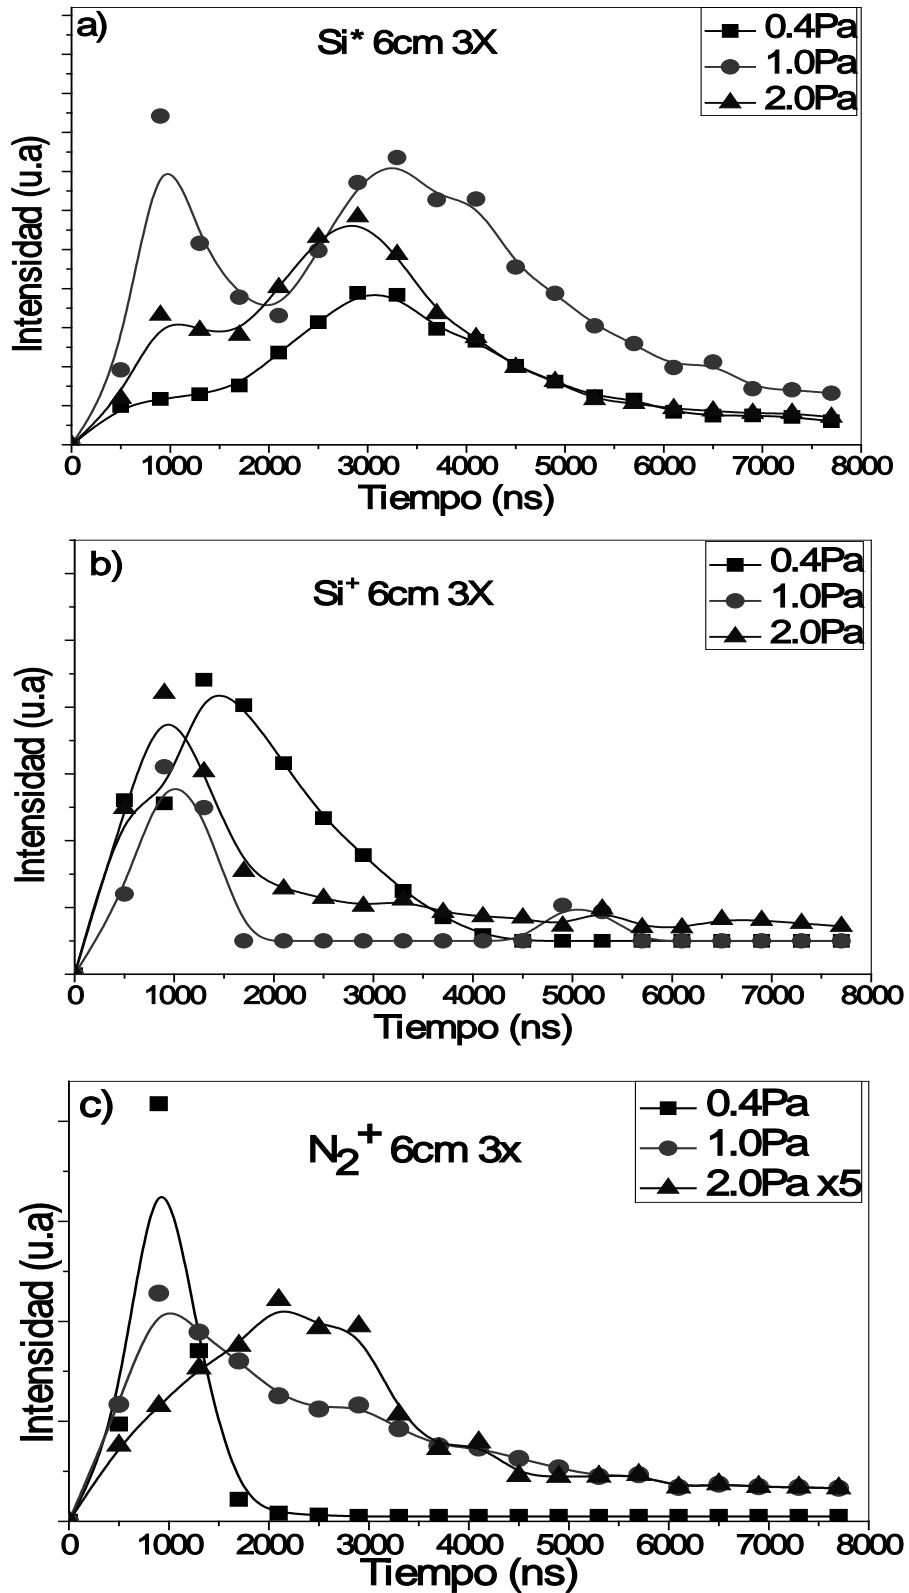 a)
Si* 6cm 3X
0.4Pa
1.0Pa
2.0Pa
Intensidad (u.a)
0 1000 2000 3000 4000 5000 6000 7000 8000
Tiempo (ns)
b)
Si+ 6cm 3X
0.4Pa
1.0Pa
2.0Pa
Intensidad (u.a)
0 1000 2000 3000 4000 5000 6000 7000 8000
Tiempo (ns)
c)
N2+ 6cm 3x
0.4Pa
1.0Pa
2.0Pa x5
Intensidad (u.a)
0 1000 2000 3000 4000 5000 6000 7000 8000
Tiempo (ns)